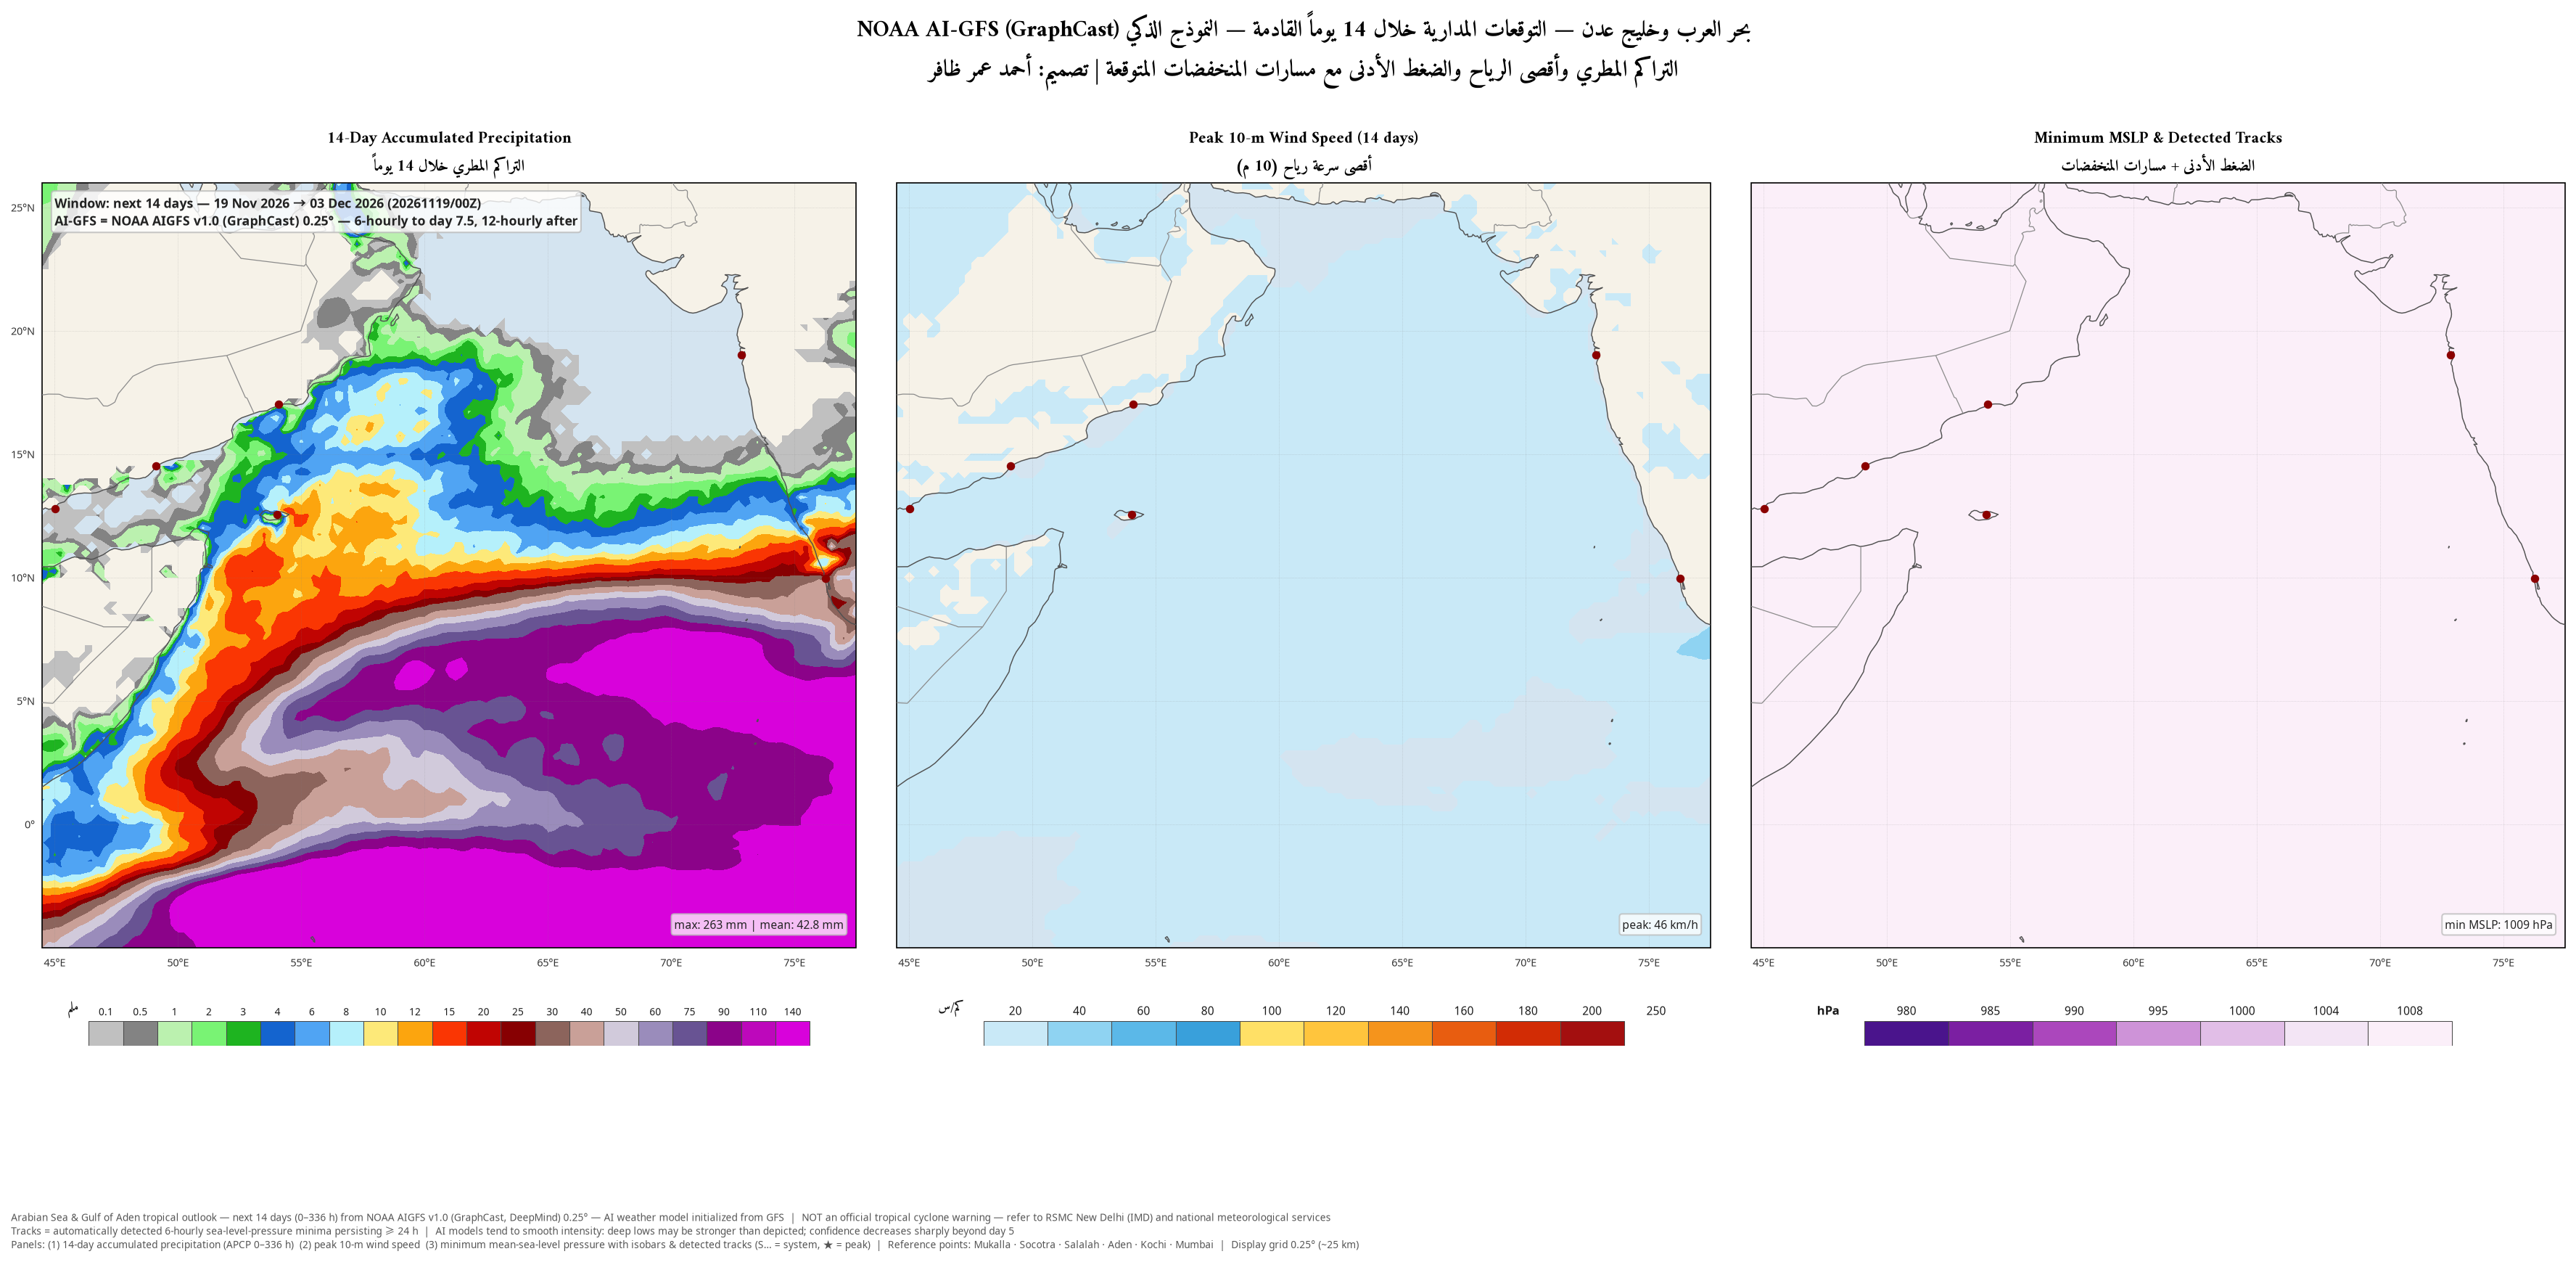 بحر العرب وخليج عدن — التوقعات المدارية خلال 14 يوماً القادمة — النموذج الذكي NOAA AI-GFS (GraphCast)
التراكم المطري وأقصى الرياح والضغط الأدنى مع مسارات المنخفضات المتوقعة | تصميم: أحمد عمر ظافر
14-Day Accumulated Precipitation
التراكم المطري خلال 14 يوماً
Window: next 14 days — 19 Nov 2026 → 03 Dec 2026 (20261119/00Z)
AI-GFS = NOAA AIGFS v1.0 (GraphCast) 0.25° — 6-hourly to day 7.5, 12-hourly after
25°N
20°N
15°N
10°N
5°N
0°
max: 263 mm | mean: 42.8 mm
45°E 50°E 55°E 60°E 65°E 70°E 75°E
ملم 0.1 0.5 1 2 3 4 6 8 10 12 15 20 25 30 40 50 60 75 90 110 140
Peak 10-m Wind Speed (14 days)
أقصى سرعة رياح (10 م)
peak: 46 km/h
45°E 50°E 55°E 60°E 65°E 70°E 75°E
كم/س 20 40 60 80 100 120 140 160 180 200 250
Minimum MSLP & Detected Tracks
الضغط الأدنى + مسارات المنخفضات
min MSLP: 1009 hPa
45°E 50°E 55°E 60°E 65°E 70°E 75°E
hPa 980 985 990 995 1000 1004 1008
Arabian Sea & Gulf of Aden tropical outlook — next 14 days (0–336 h) from NOAA AIGFS v1.0 (GraphCast, DeepMind) 0.25° — AI weather model initialized from GFS | NOT an official tropical cyclone warning — refer to RSMC New Delhi (IMD) and national meteorological services
Tracks = automatically detected 6-hourly sea-level-pressure minima persisting ⩾ 24 h | AI models tend to smooth intensity: deep lows may be stronger than depicted; confidence decreases sharply beyond day 5
Panels: (1) 14-day accumulated precipitation (APCP 0–336 h) (2) peak 10-m wind speed (3) minimum mean-sea-level pressure with isobars & detected tracks (S… = system, ★ = peak) | Reference points: Mukalla · Socotra · Salalah · Aden · Kochi · Mumbai | Display grid 0.25° (~25 km)